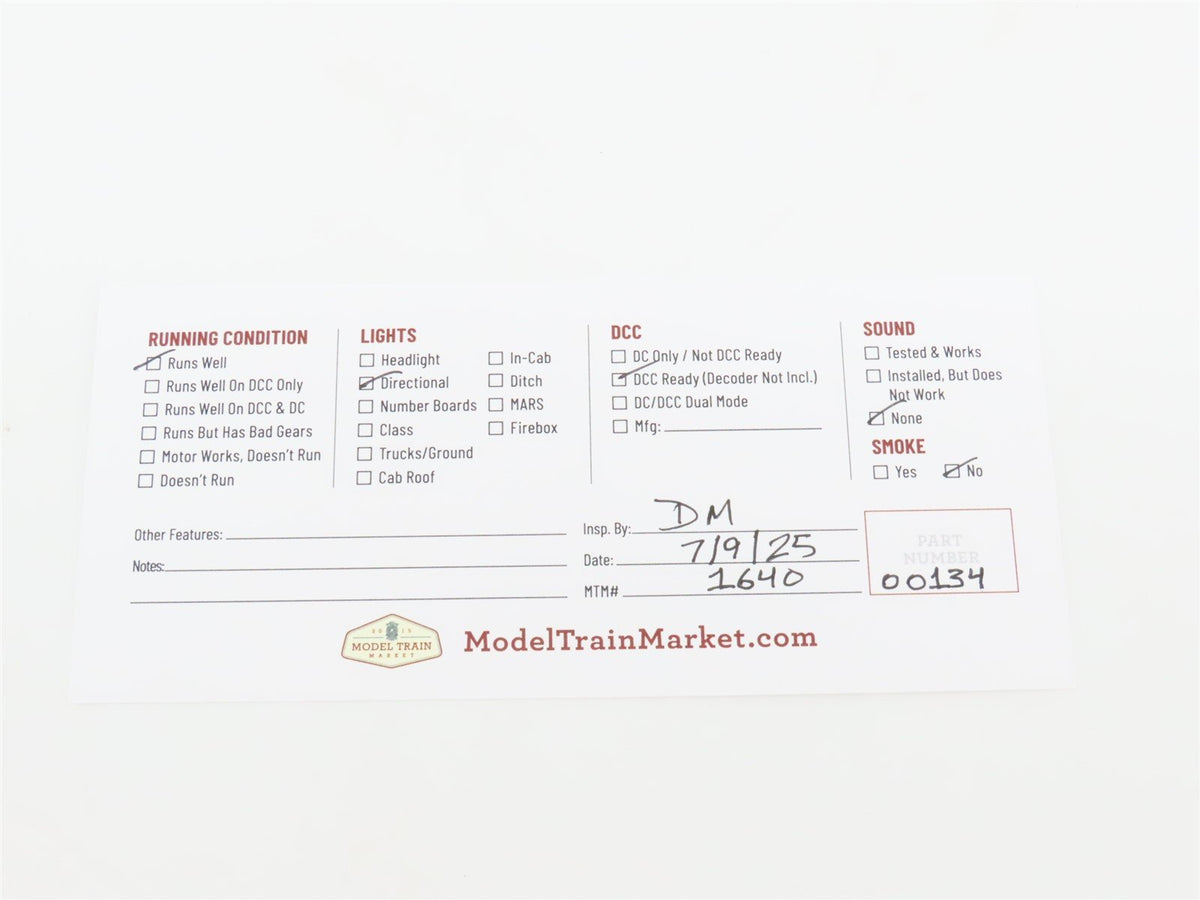 RUNNING CONDITION
Runs Well
Runs Well On DCC Only
Runs Well On DCC & DC
Runs But Has Bad Gears
Motor Works, Doesn't Run
Doesn't Run
LIGHTS
Headlight
Directional
Number Boards
Class
Trucks/Ground
Cab Roof
In-Cab
Ditch
MARS
Firebox
DCC
DC Only / Not DCC Ready
DCC Ready (Decoder Not Incl.)
DC/DCC Dual Mode
Mfg:
SOUND
Tested & Works
Installed, But Does
Not Work
None
SMOKE
Yes No
Other Features:
Notes:
Insp. By: DM
Date: 7/9/25
MTM# 1640
PART
NUMBER
00134
2015
MODEL TRAIN
MARKET
ModelTrainMarket.com